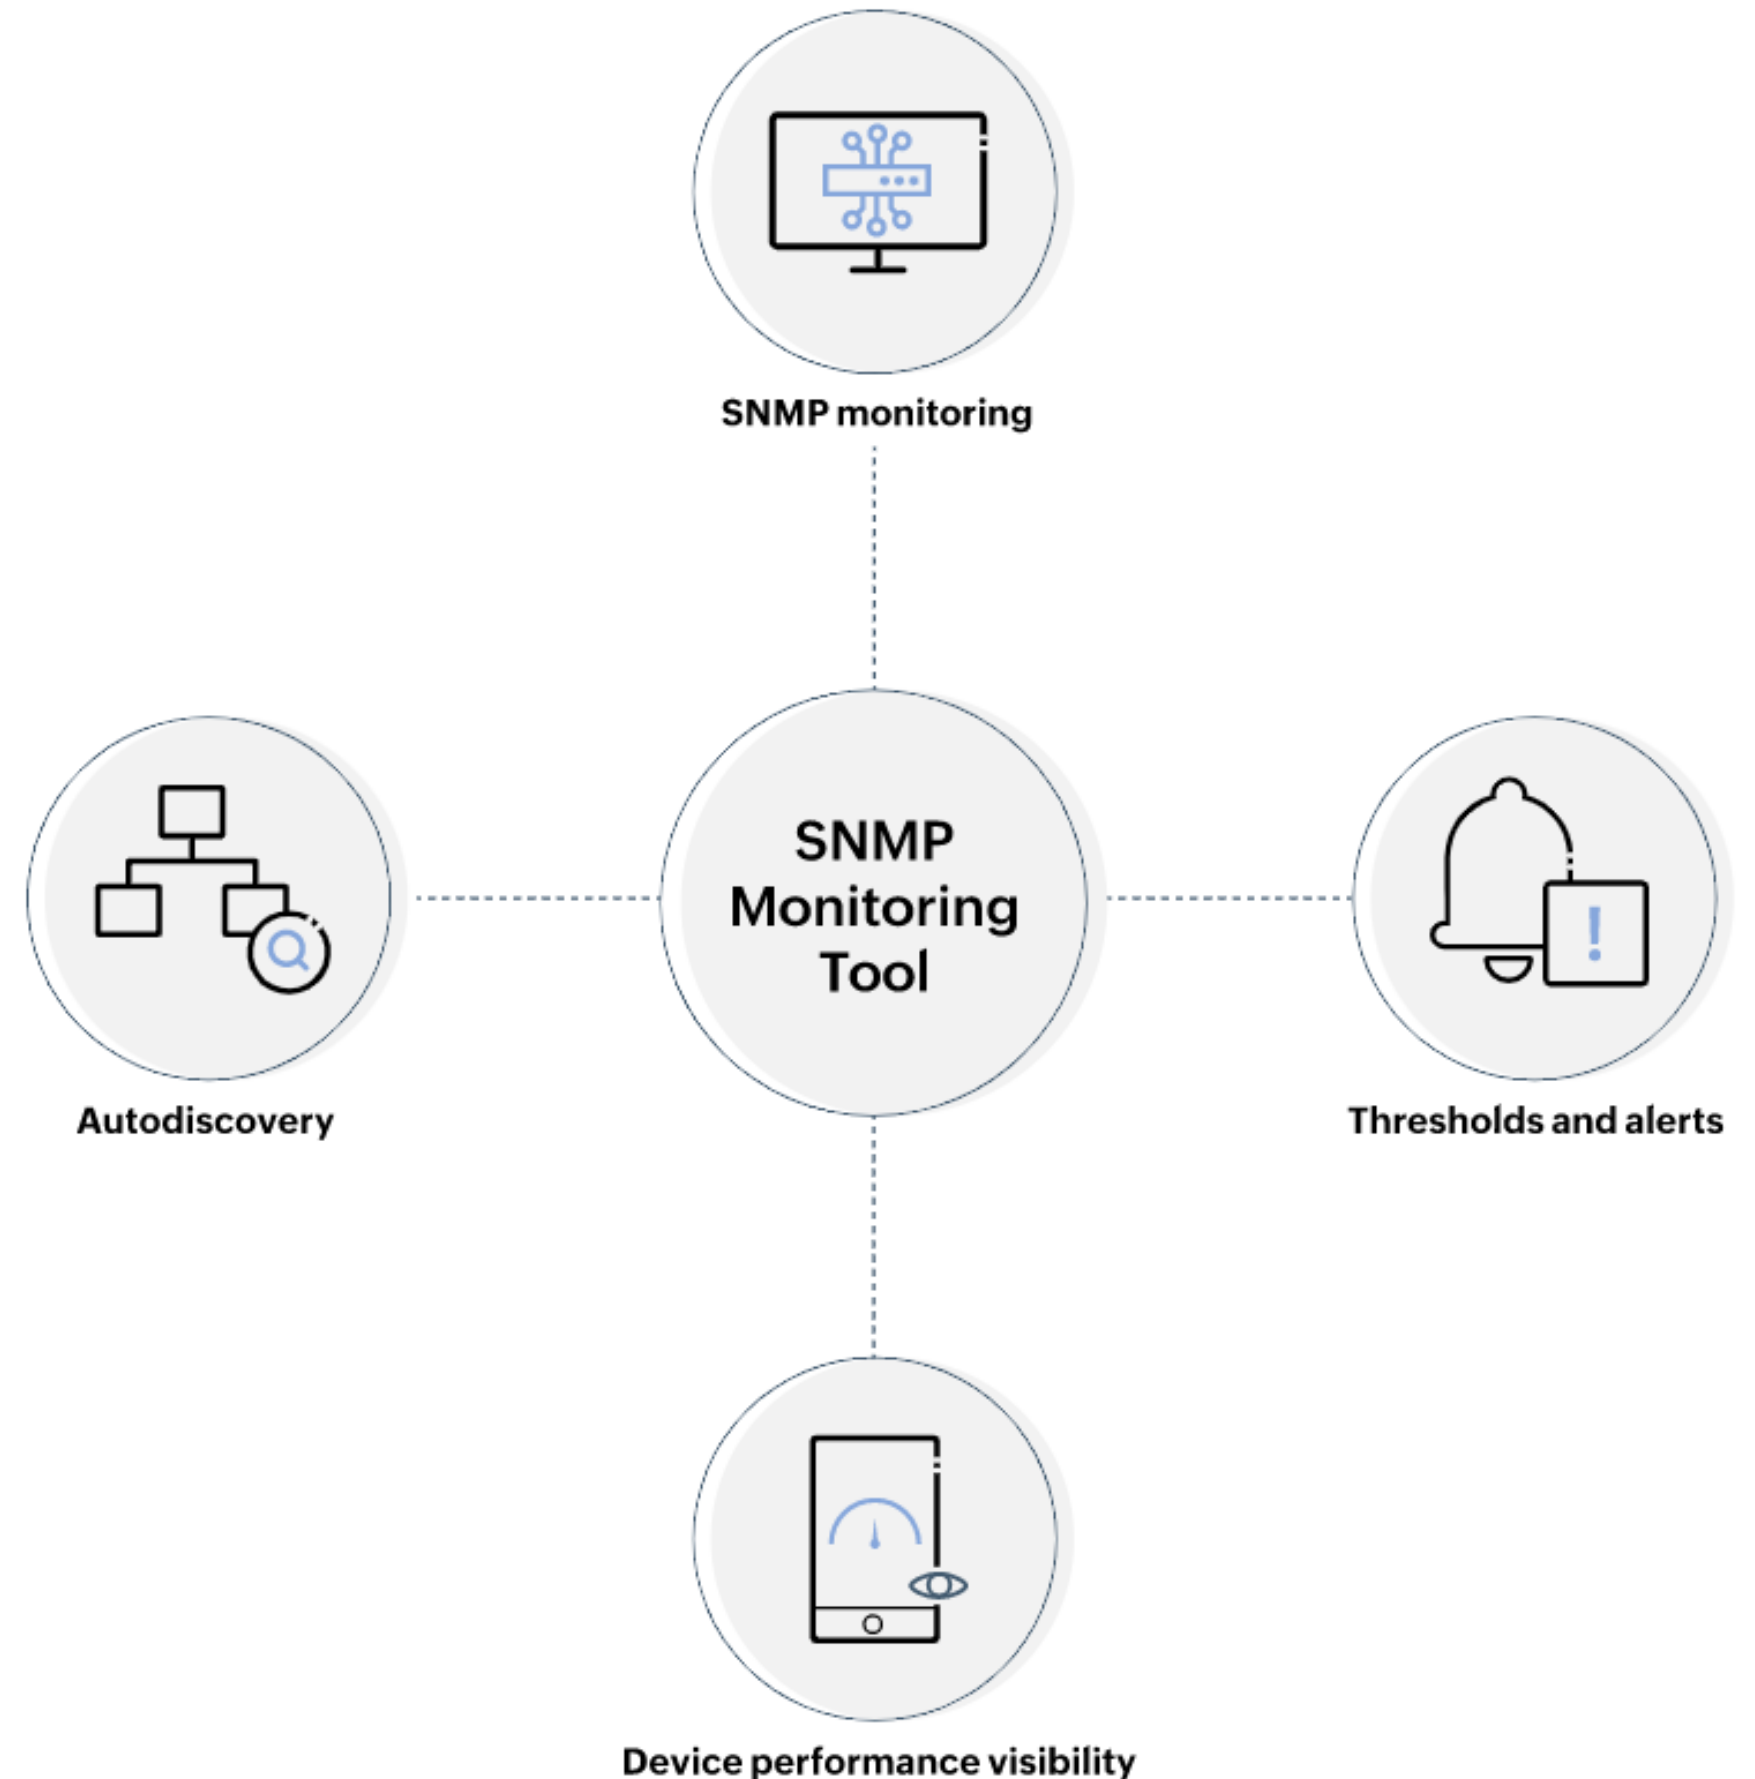 SNMP monitoring
SNMP
Monitoring
Tool
Autodiscovery
Thresholds and alerts
Device performance visibility